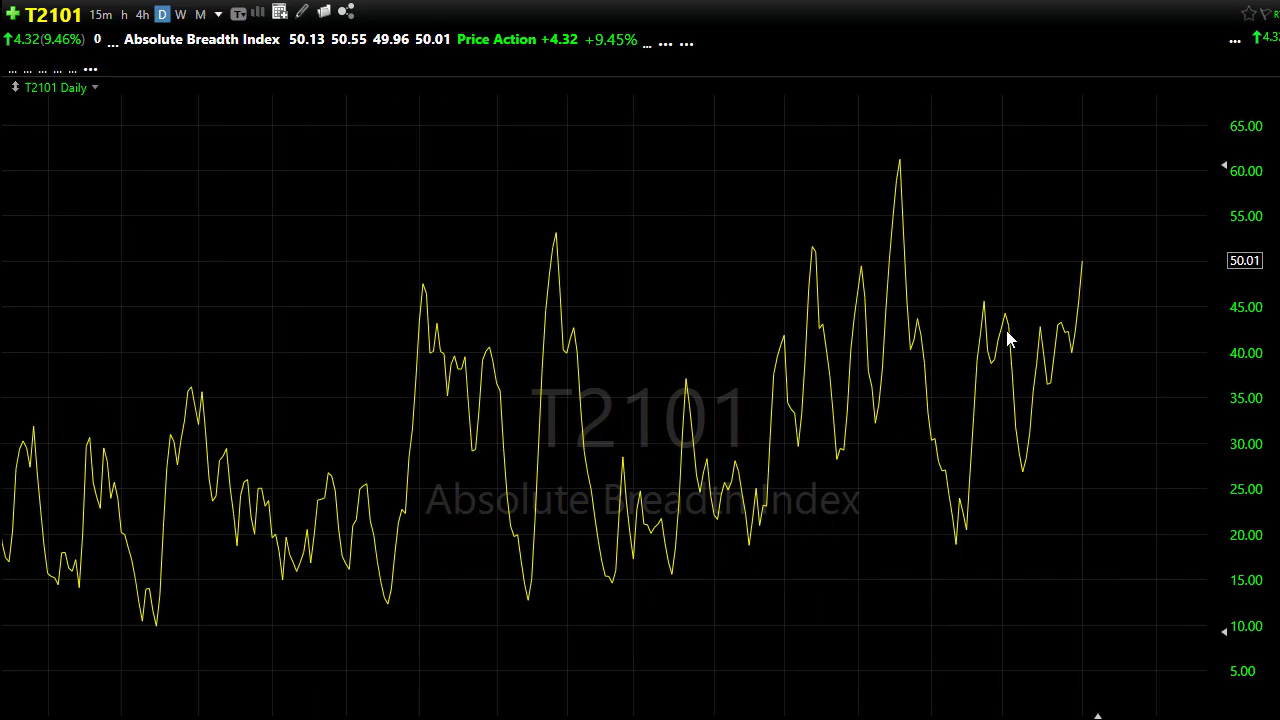 T2101 15m h 4h D W M T
4.32(9.46%) 0 ... Absolute Breadth Index 50.13 50.55 49.96 50.01 Price Action +4.32 +9.45% ... ... ... ... 4.3
... ... ... ... ... ...
T2101 Daily
65.00
60.00
55.00
50.01
45.00
40.00
35.00
T2101
30.00
25.00
Absolute Breadth Index
20.00
15.00
10.00
5.00